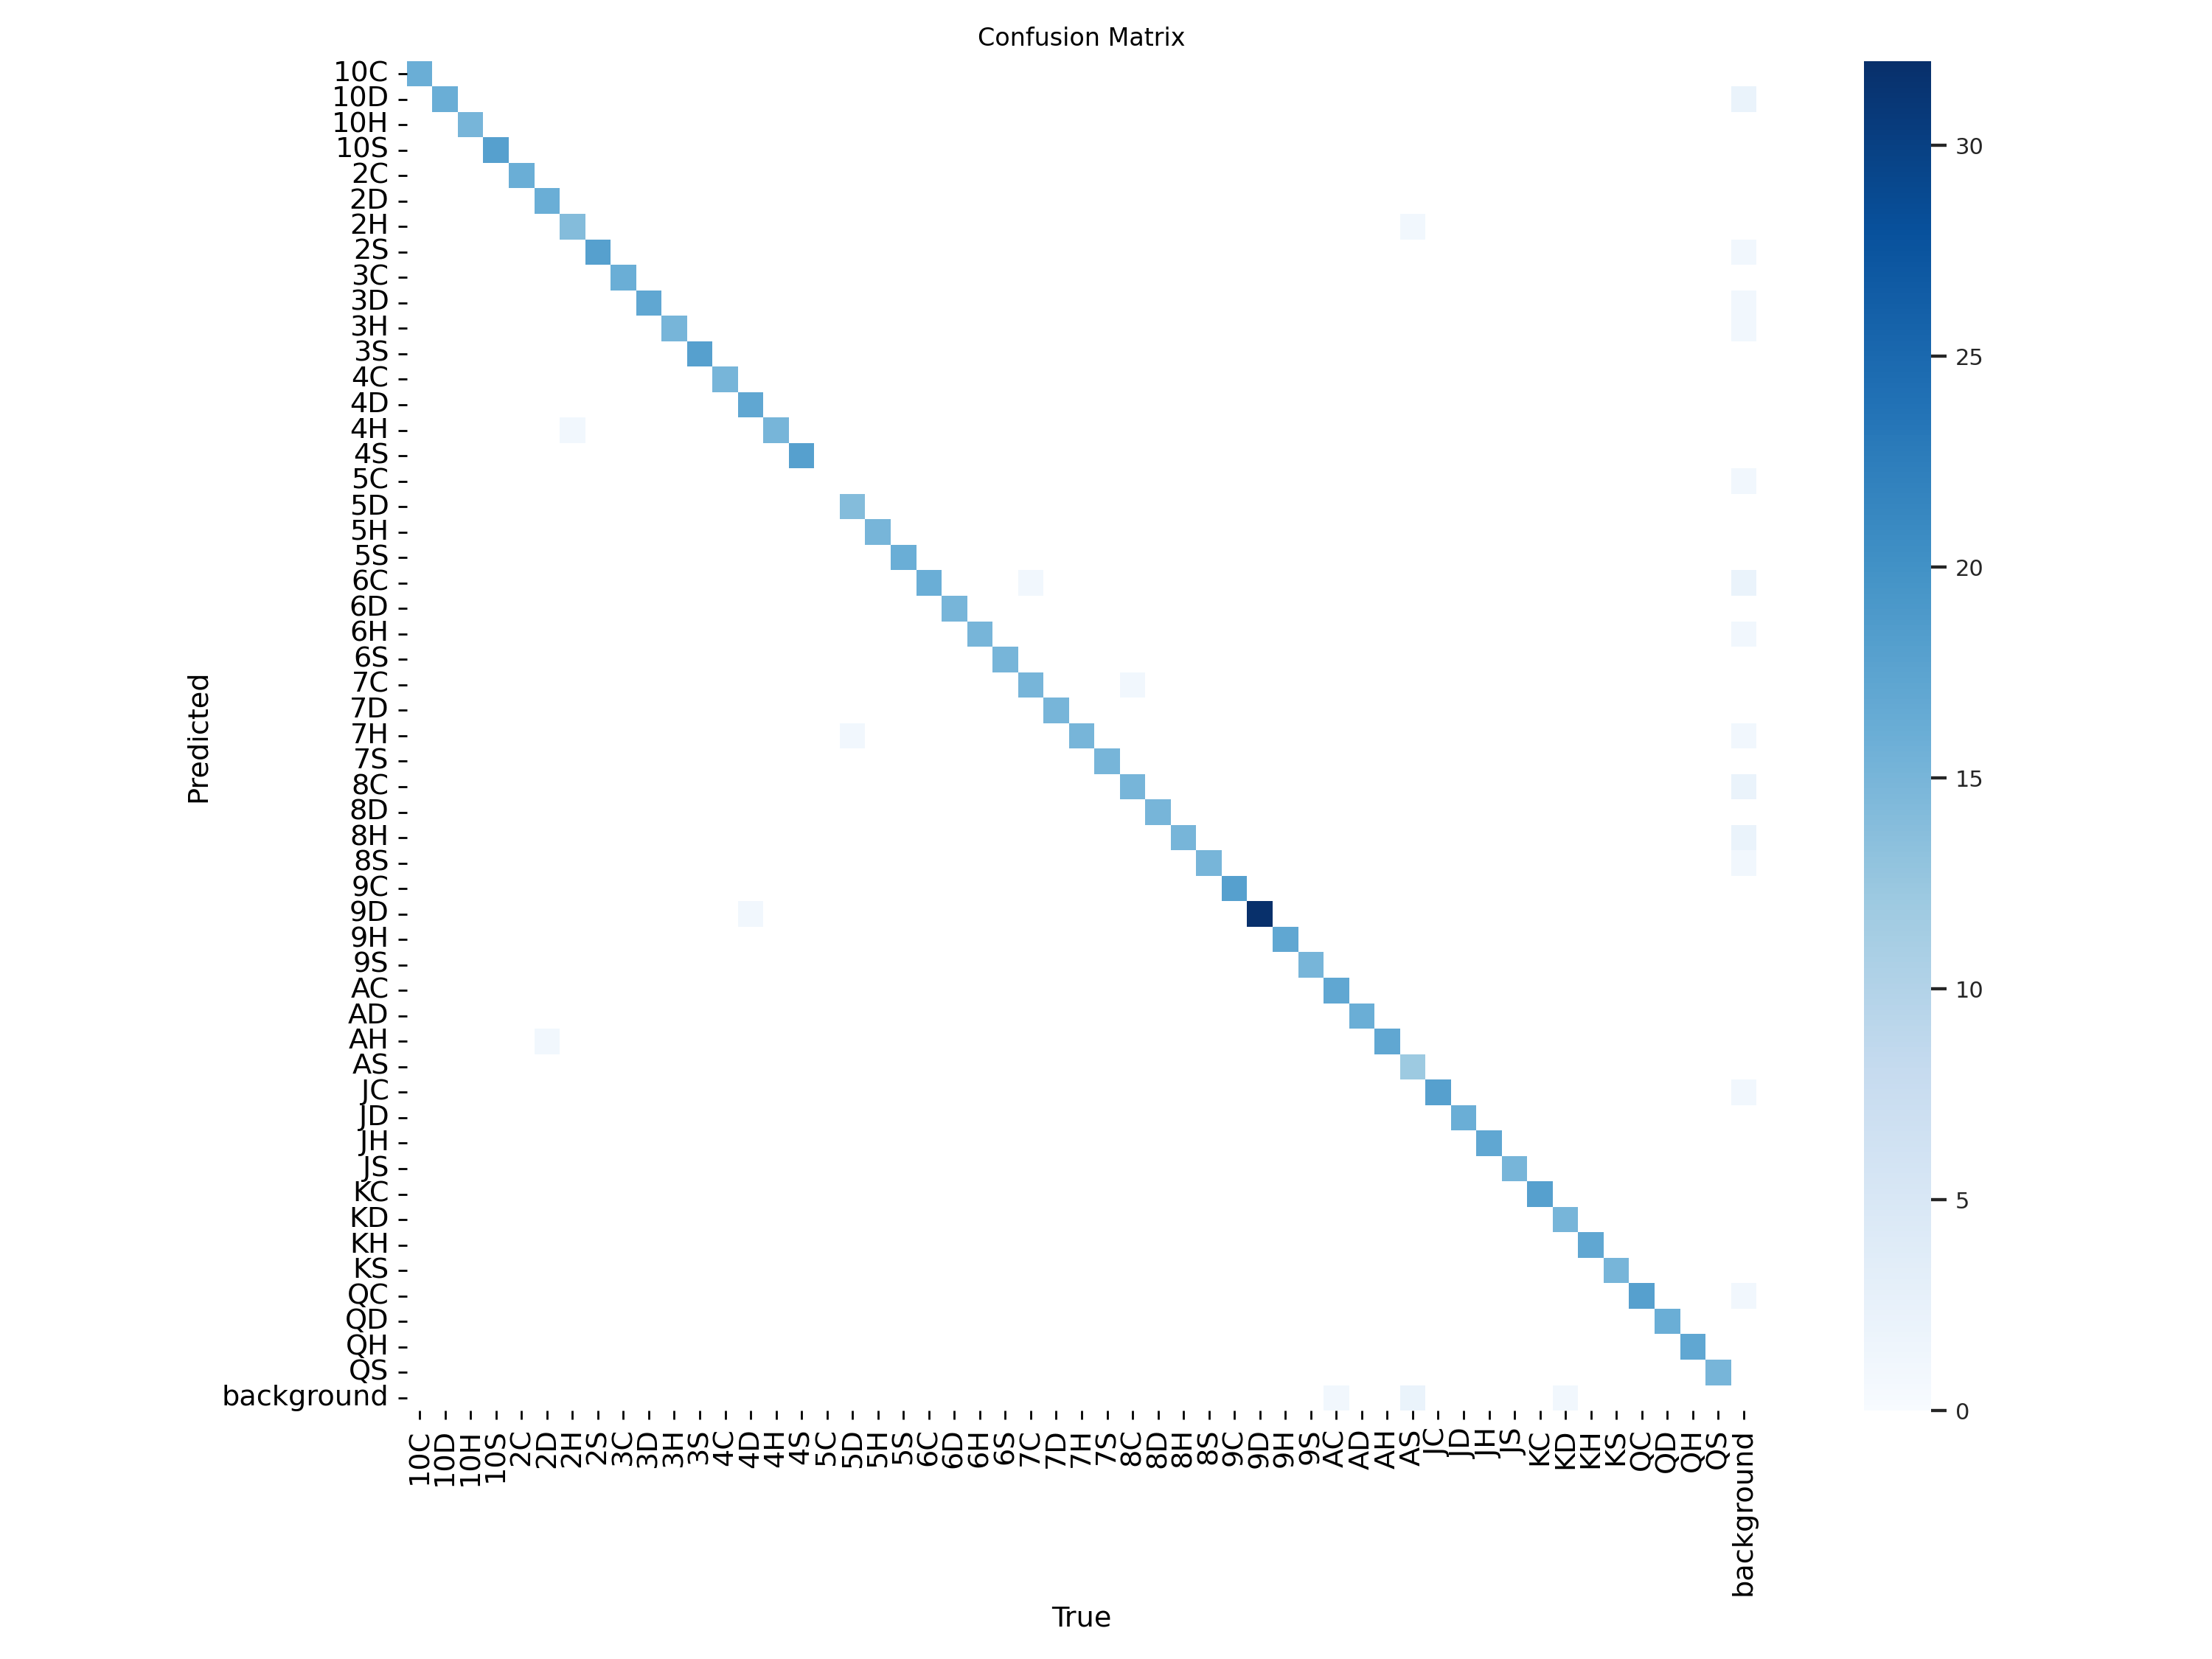 Confusion Matrix
10C
10D
10H
10S
2C
2D
2H
2S
3C
3D
3H
3S
4C
4D
4H
4S
5C
5D
5H
5S
6C
6D
6H
6S
7C
7D
7H
7S
8C
8D
8H
8S
9C
9D
9H
9S
AC
AD
AH
AS
JC
JD
JH
JS
KC
KD
KH
KS
QC
QD
QH
QS
background
Predicted
10C 10D 10H 10S 2C 2D 2H 2S 3C 3D 3H 3S 4C 4D 4H 4S 5C 5D 5H 5S 6C 6D 6H 6S 7C 7D 7H 7S 8C 8D 8H 8S 9C 9D 9H 9S AC AD AH AS JC JD JH JS KC KD KH KS QC QD QH QS background
True
30
25
20
15
10
5
0